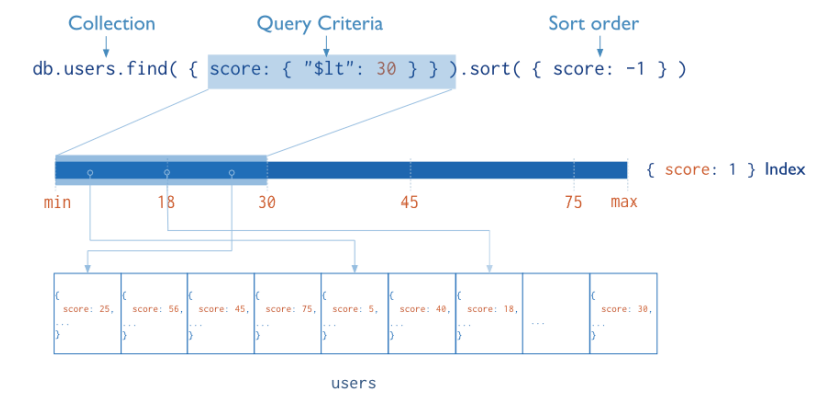 Collection Query Criteria Sort order
db.users.find( { score: { "$lt": 30 } } ).sort( { score: -1 } )
{ score: 1 } Index
min 18 30 45 75 max
{ { { { { { { {
score: 25, score: 56, score: 45, score: 75, score: 5, score: 40, score: 18, score: 30,
... ... ... ... ... ... ... ... ...
} } } } } } } }
users